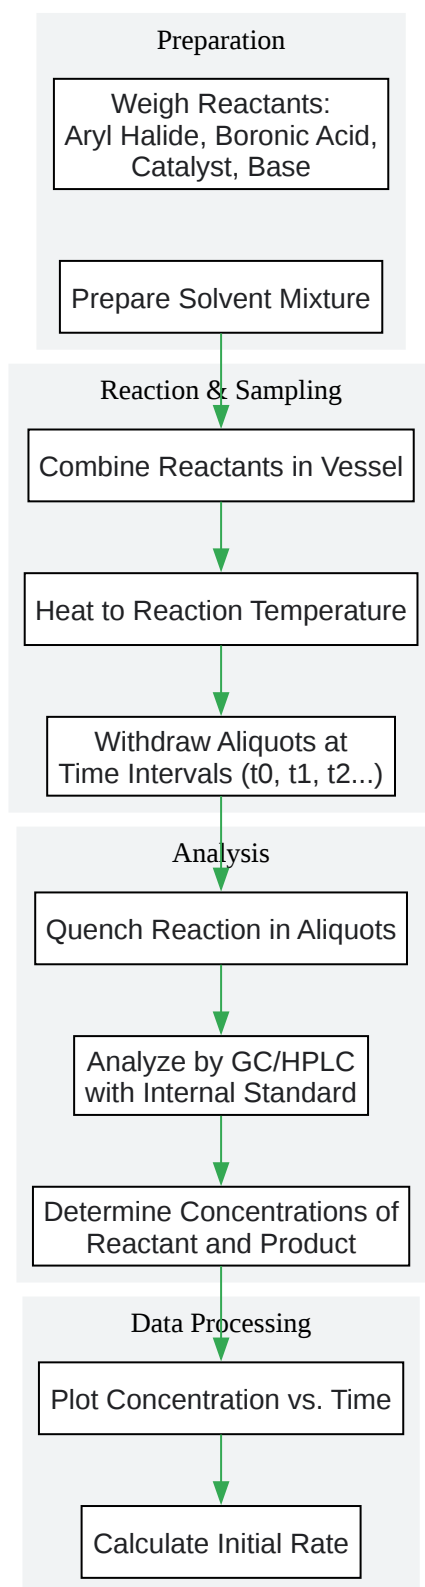 Preparation
Weigh Reactants:
Aryl Halide, Boronic Acid,
Catalyst, Base
Prepare Solvent Mixture
Reaction & Sampling
Combine Reactants in Vessel
Heat to Reaction Temperature
Withdraw Aliquots at
Time Intervals (t0, t1, t2...)
Analysis
Quench Reaction in Aliquots
Analyze by GC/HPLC
with Internal Standard
Determine Concentrations of
Reactant and Product
Data Processing
Plot Concentration vs. Time
Calculate Initial Rate